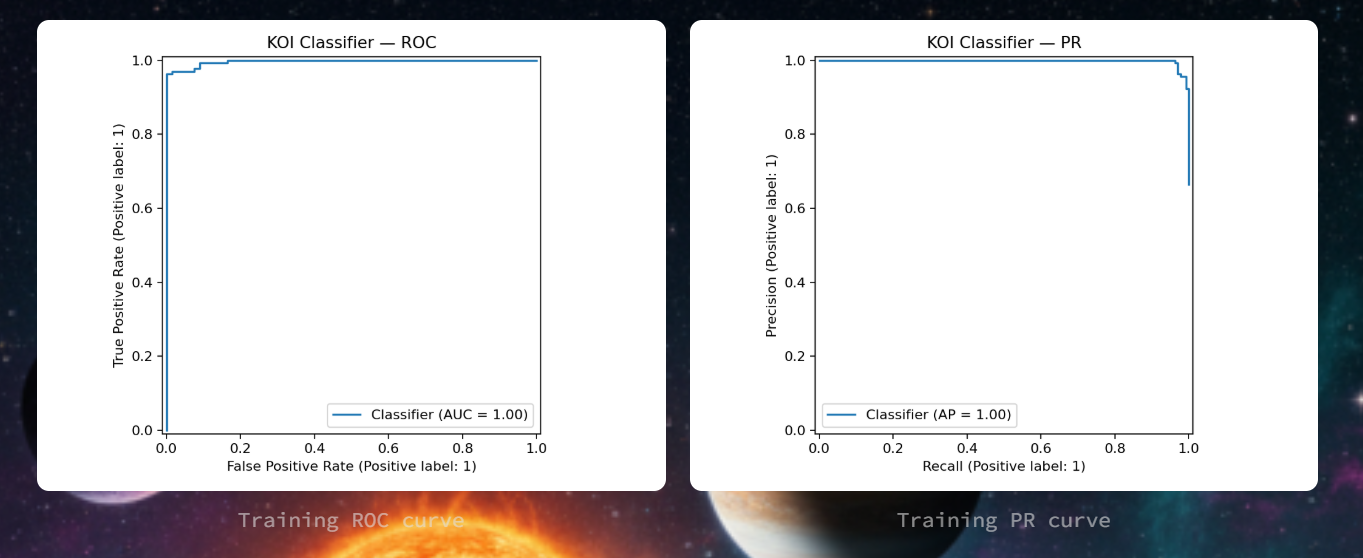 KOI Classifier — ROC
True Positive Rate (Positive label: 1)
1.0
0.8
0.6
0.4
0.2
0.0
Classifier (AUC = 1.00)
0.0 0.2 0.4 0.6 0.8 1.0
False Positive Rate (Positive label: 1)
Training ROC curve
KOI Classifier — PR
Precision (Positive label: 1)
1.0
0.8
0.6
0.4
0.2
0.0
Classifier (AP = 1.00)
0.0 0.2 0.4 0.6 0.8 1.0
Recall (Positive label: 1)
Training PR curve